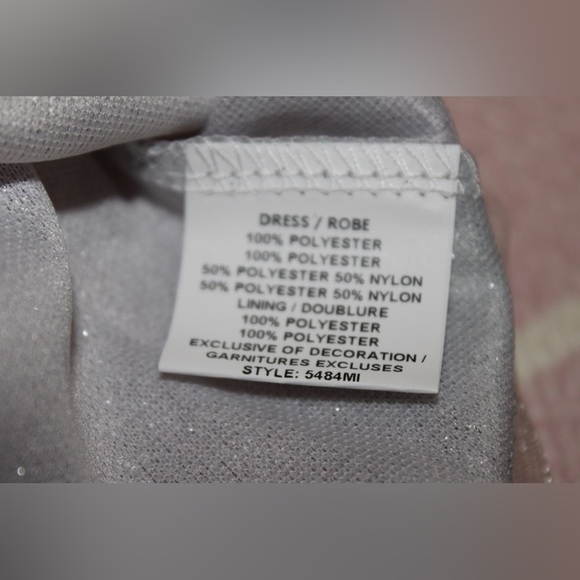 DRESS / ROBE
100% POLYESTER
100% POLYESTER
50% POLYESTER 50% NYLON
50% POLYESTER 50% NYLON
LINING / DOUBLURE
100% POLYESTER
100% POLYESTER
EXCLUSIVE OF DECORATION /
GARNITURES EXCLUSES
STYLE: 5484MI